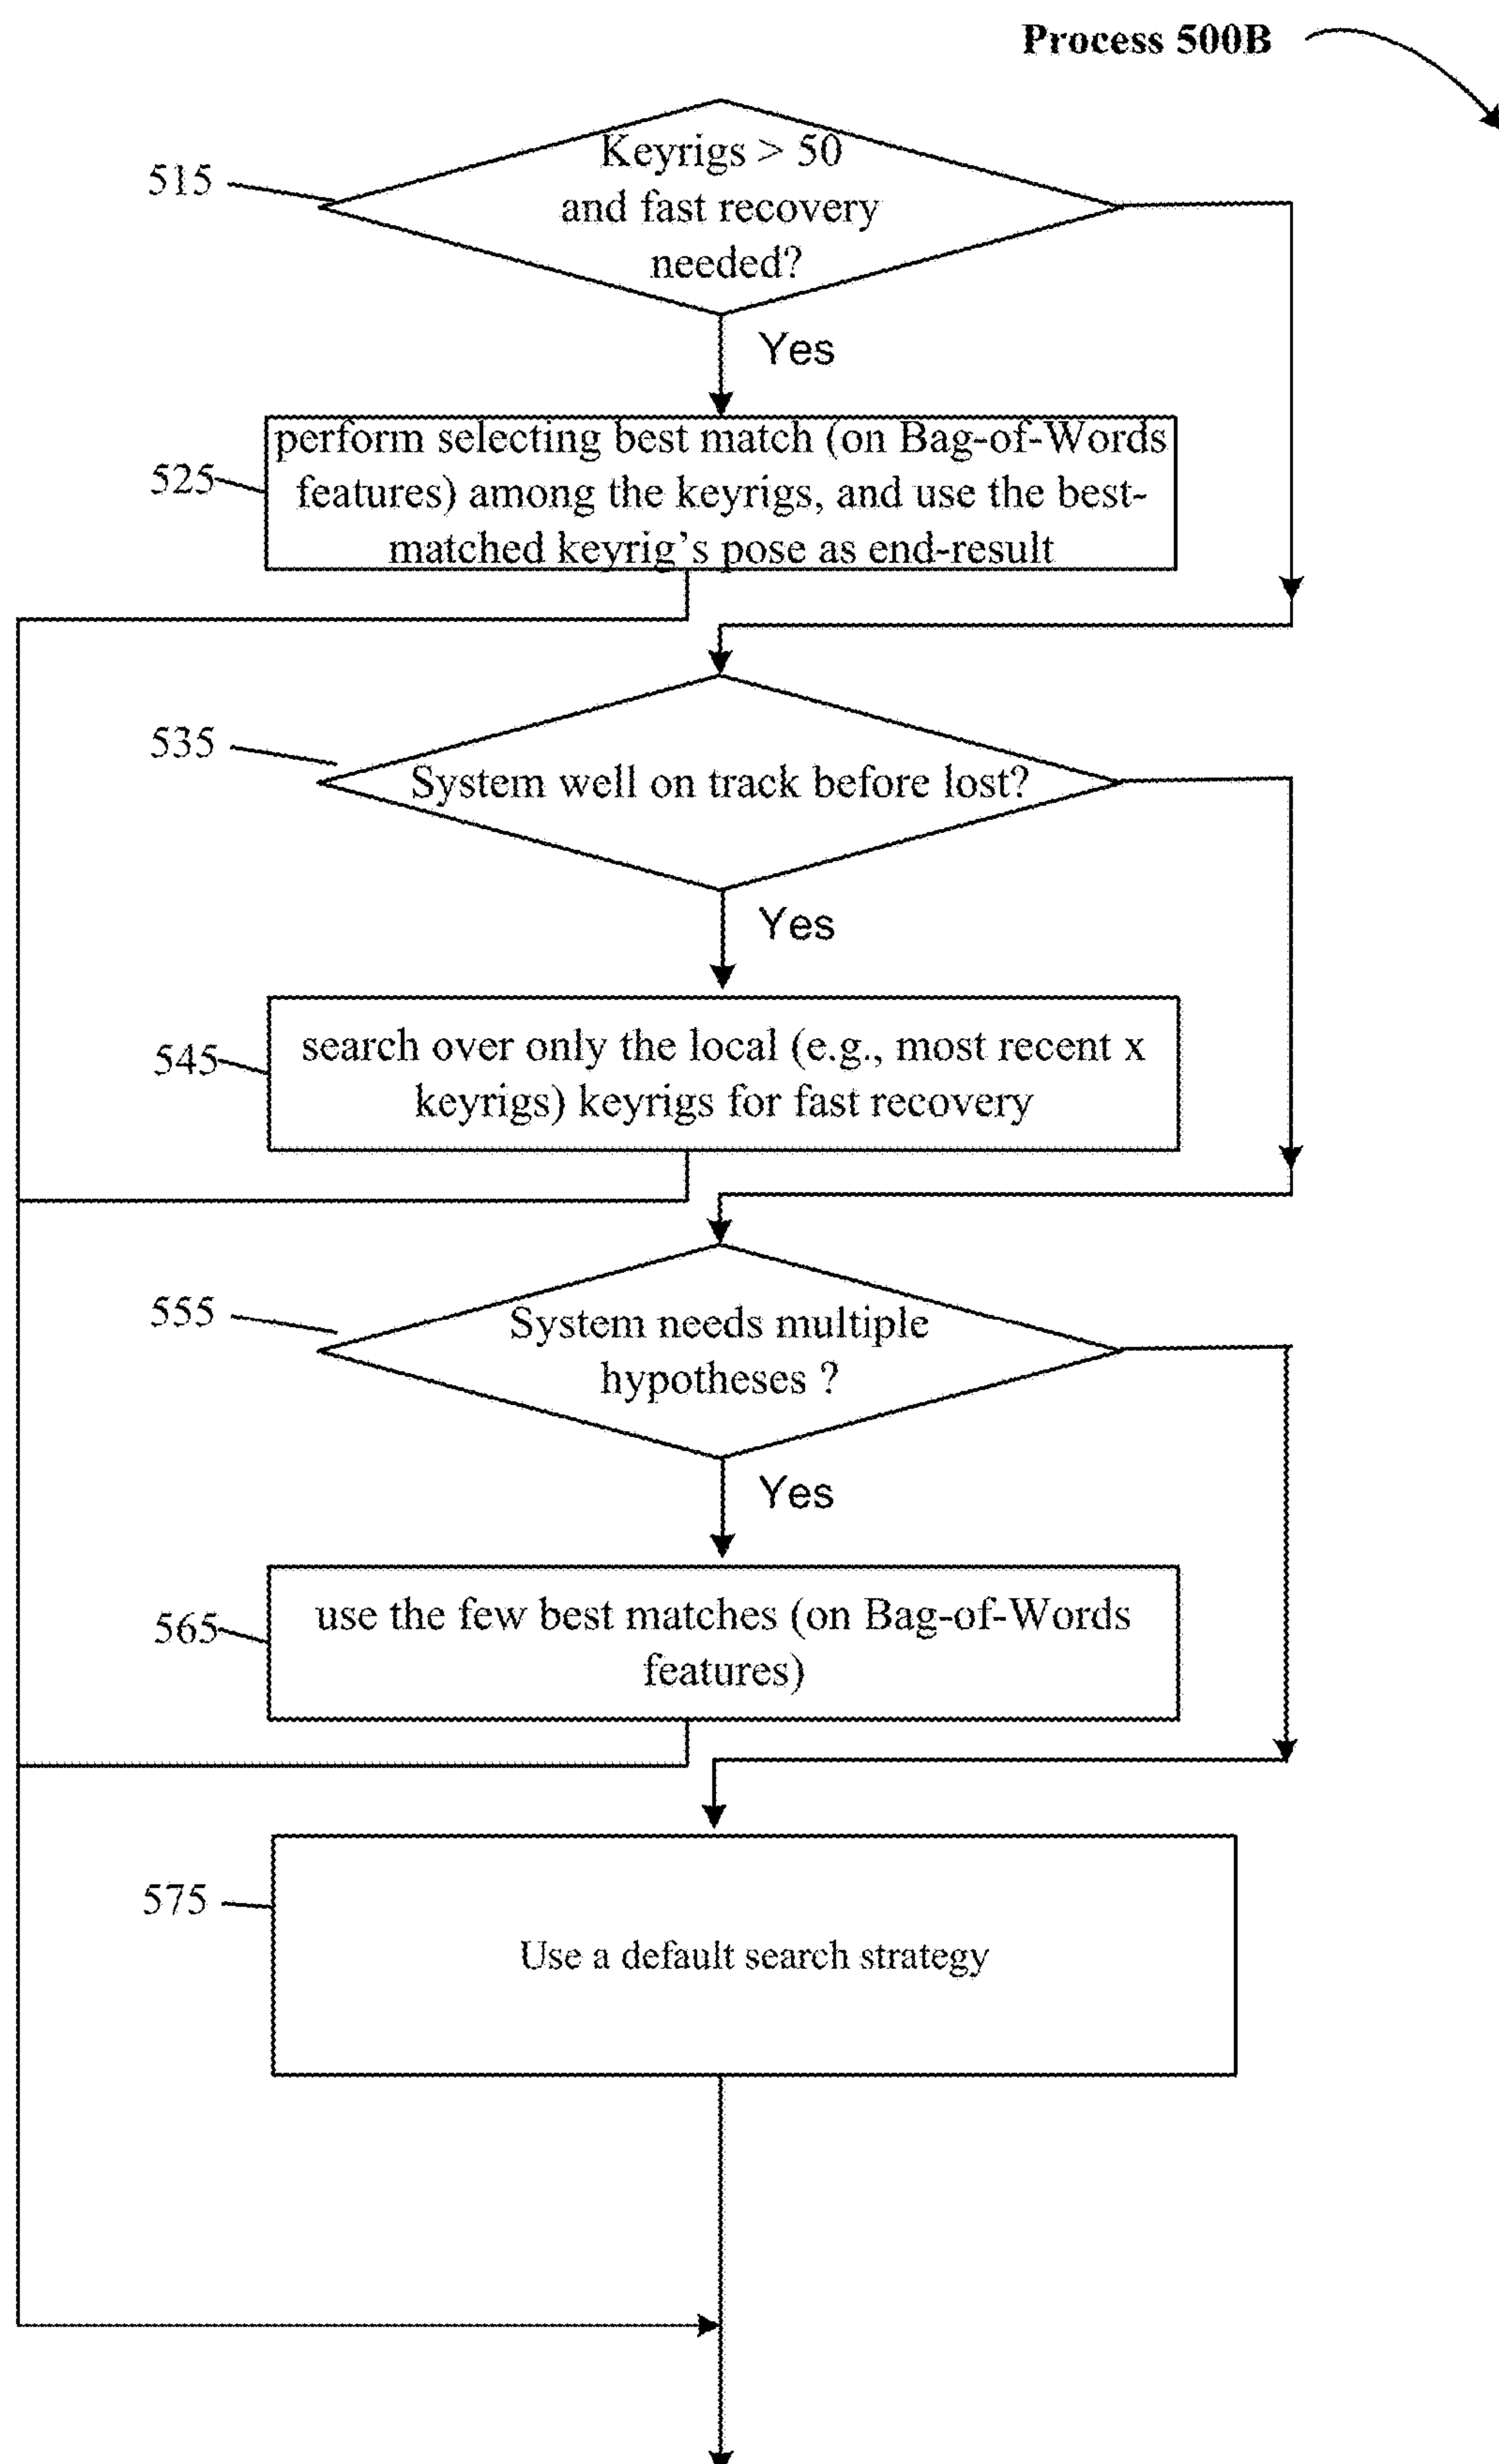 Process 500B
515
Keyrigs > 50
and fast recovery
needed?
Yes
525
perform selecting best match (on Bag-of-Words
features) among the keyrigs, and use the best-
matched keyrig's pose as end-result
535
System well on track before lost?
Yes
545
search over only the local (e.g., most recent x
keyrigs) keyrigs for fast recovery
555
System needs multiple
hypotheses ?
Yes
565
use the few best matches (on Bag-of-Words
features)
575
Use a default search strategy